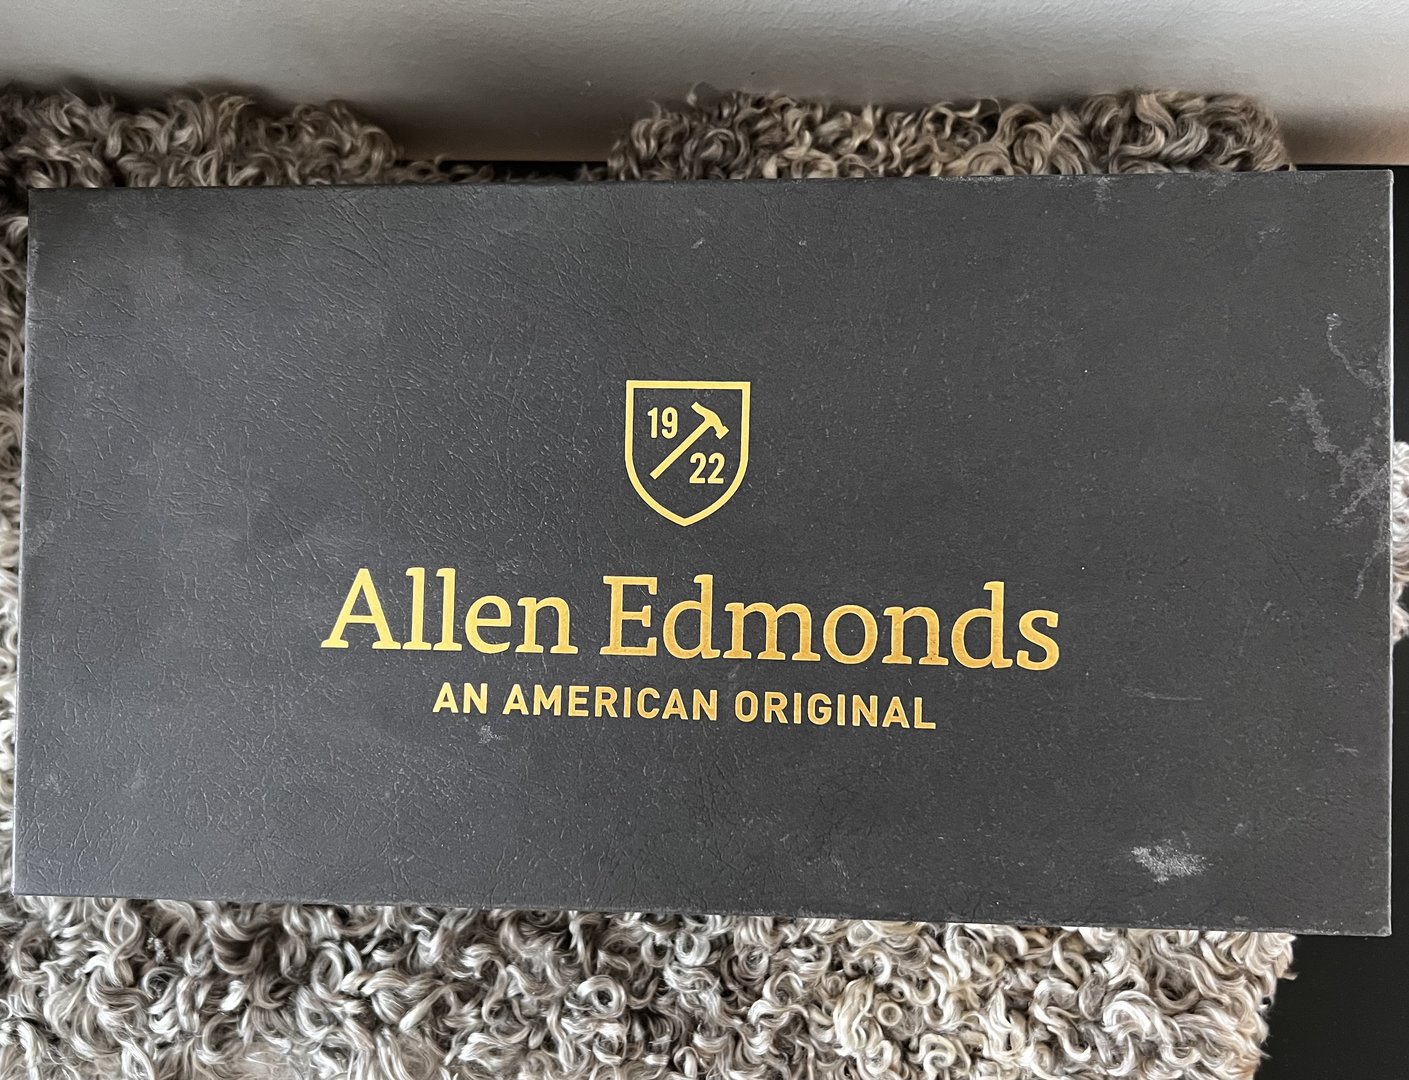 19
22
Allen Edmonds
AN AMERICAN ORIGINAL